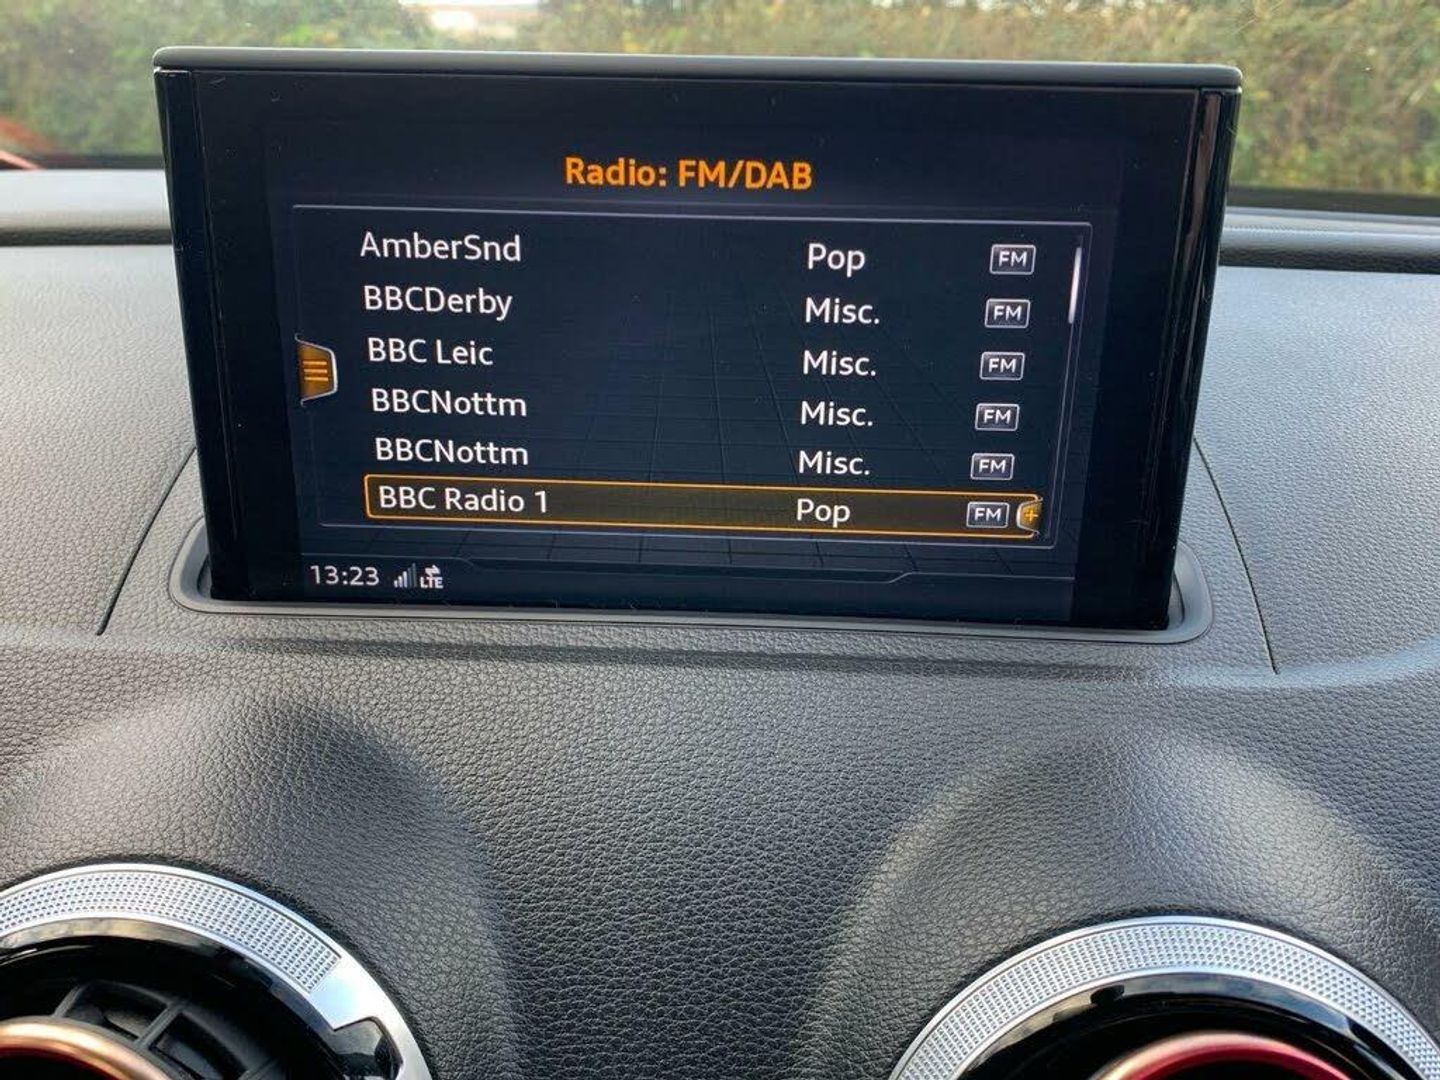 Radio: FM/DAB
AmberSnd Pop FM
BBCDerby Misc. FM
BBC Leic Misc. FM
BBCNottm Misc. FM
BBCNottm Misc. FM
BBC Radio 1 Pop FM +
13:23 LTE